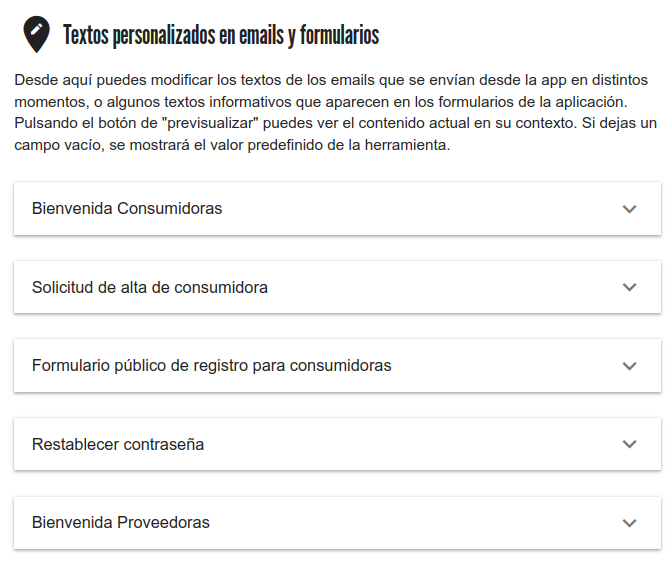 Textos personalizados en emails y formularios
Desde aquí puedes modificar los textos de los emails que se envían desde la app en distintos
momentos, o algunos textos informativos que aparecen en los formularios de la aplicación.
Pulsando el botón de "previsualizar" puedes ver el contenido actual en su contexto. Si dejas un
campo vacío, se mostrará el valor predefinido de la herramienta.
Bienvenida Consumidoras
Solicitud de alta de consumidora
Formulario público de registro para consumidoras
Restablecer contraseña
Bienvenida Proveedoras